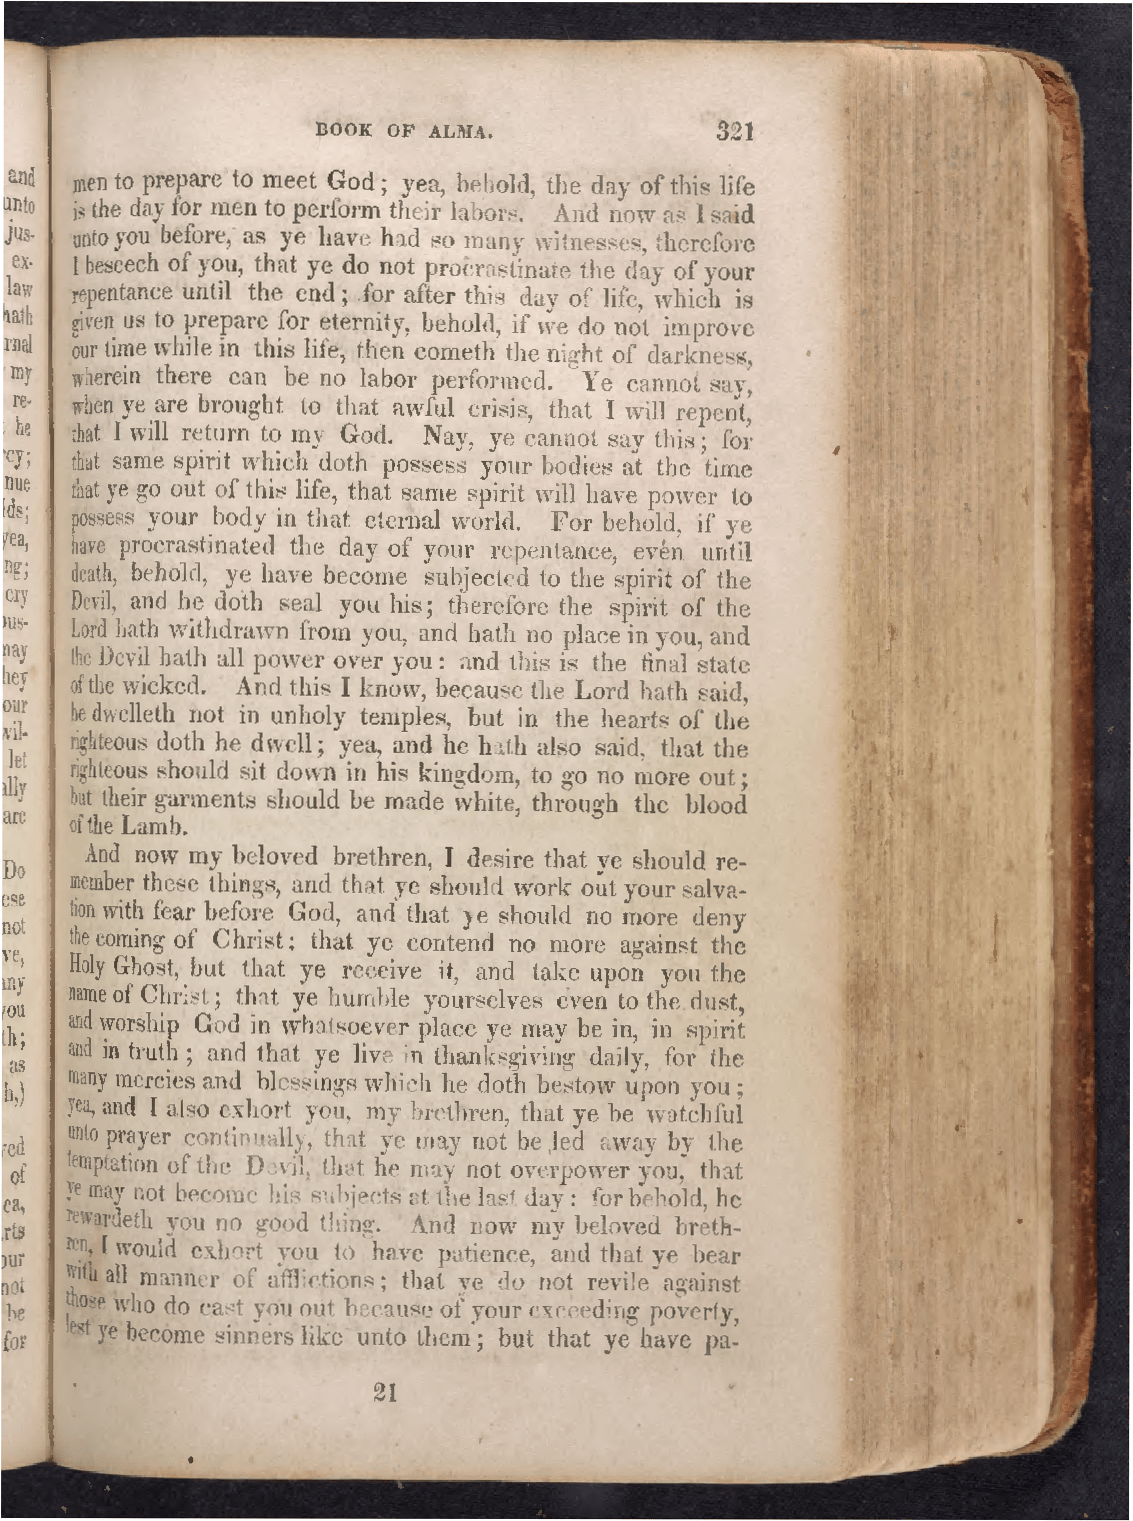 BOOK OF ALMA. 321
men to prepare to meet God; yea, behold, the day of this life
is the day for men to perform their labors. And now as I said
unto you before, as ye have had so many witnesses, therefore
I beseech of you, that ye do not procrastinate the day of your
repentance until the end; for after this day of life, which is
given us to prepare for eternity, behold, if we do not improve
our time while in this life, then cometh the night of darkness,
wherein there can be no labor performed. Ye cannot say,
when ye are brought to that awful crisis, that I will repent,
that I will return to my God. Nay, ye cannot say this; for
that same spirit which doth possess your bodies at the time
that ye go out of this life, that same spirit will have power to
possess your body in that eternal world. For behold, if ye
have procrastinated the day of your repentance, even until
death, behold, ye have become subjected to the spirit of the
Devil, and he doth seal you his; therefore the spirit of the
Lord hath withdrawn from you, and hath no place in you, and
the Devil hath all power over you: and this is the final state
of the wicked. And this I know, because the Lord hath said,
he dwelleth not in unholy temples, but in the hearts of the
righteous doth he dwell; yea, and he hath also said, that the
righteous should sit down in his kingdom, to go no more out;
but their garments should be made white, through the blood
of the Lamb.
And now my beloved brethren, I desire that ye should re-
member these things, and that ye should work out your salva-
tion with fear before God, and that ye should no more deny
the coming of Christ; that ye contend no more against the
Holy Ghost, but that ye receive it, and take upon you the
name of Christ; that ye humble yourselves even to the dust,
and worship God in whatsoever place ye may be in, in spirit
and in truth; and that ye live in thanksgiving daily, for the
many mercies and blessings which he doth bestow upon you;
yea, and I also exhort you, my brethren, that ye be watchful
unto prayer continually, that ye may not be led away by the
temptation of the Devil, that he may not overpower you, that
ye may not become his subjects at the last day: for behold, he
rewardeth you no good thing. And now my beloved breth-
ren, I would exhort you to have patience, and that ye bear
with all manner of afflictions; that ye do not revile against
those who do cast you out because of your exceeding poverty,
lest ye become sinners like unto them; but that ye have pa-
21